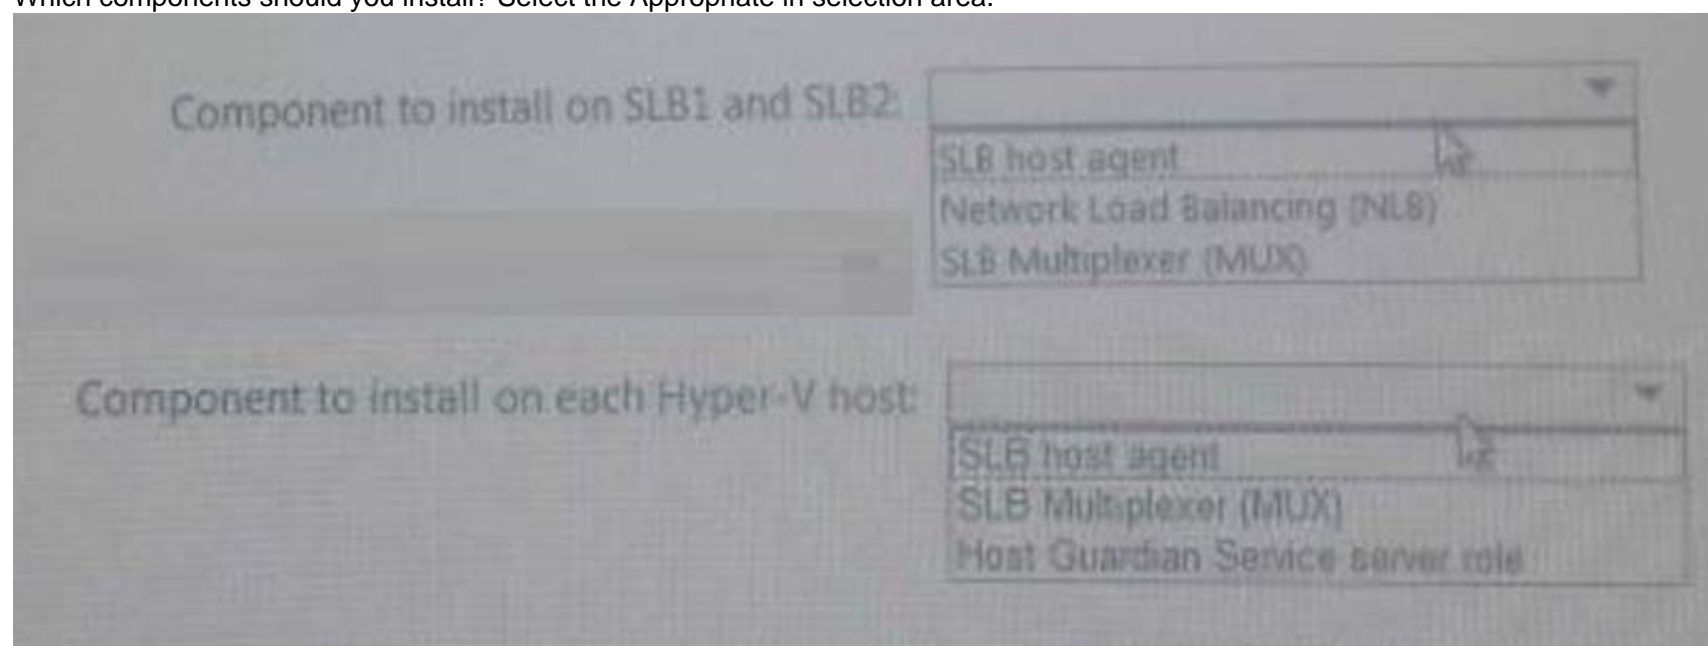 Which components should you install? Select the Appropriate in selection area.
Component to install on SLB1 and SLB2:
SLB host agent
Network Load Balancing (NLB)
SLB Multiplexer (MUX)
Component to install on each Hyper-V host:
SLB host agent
SLB Multiplexer (MUX)
Host Guardian Service server role